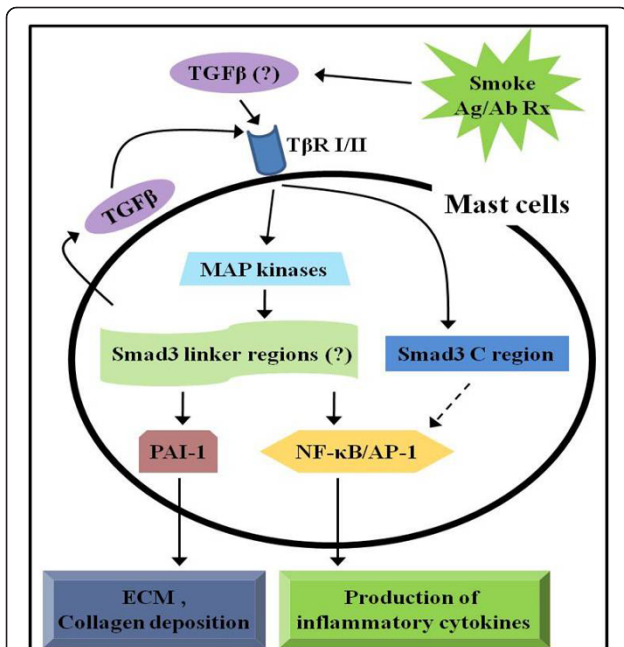 TGFβ (?)
Smoke
Ag/Ab Rx
TβR I/II
TGFβ
Mast cells
MAP kinases
Smad3 linker regions (?)
Smad3 C region
PAI-1
NF-κB/AP-1
ECM ,
Collagen deposition
Production of
inflammatory cytokines